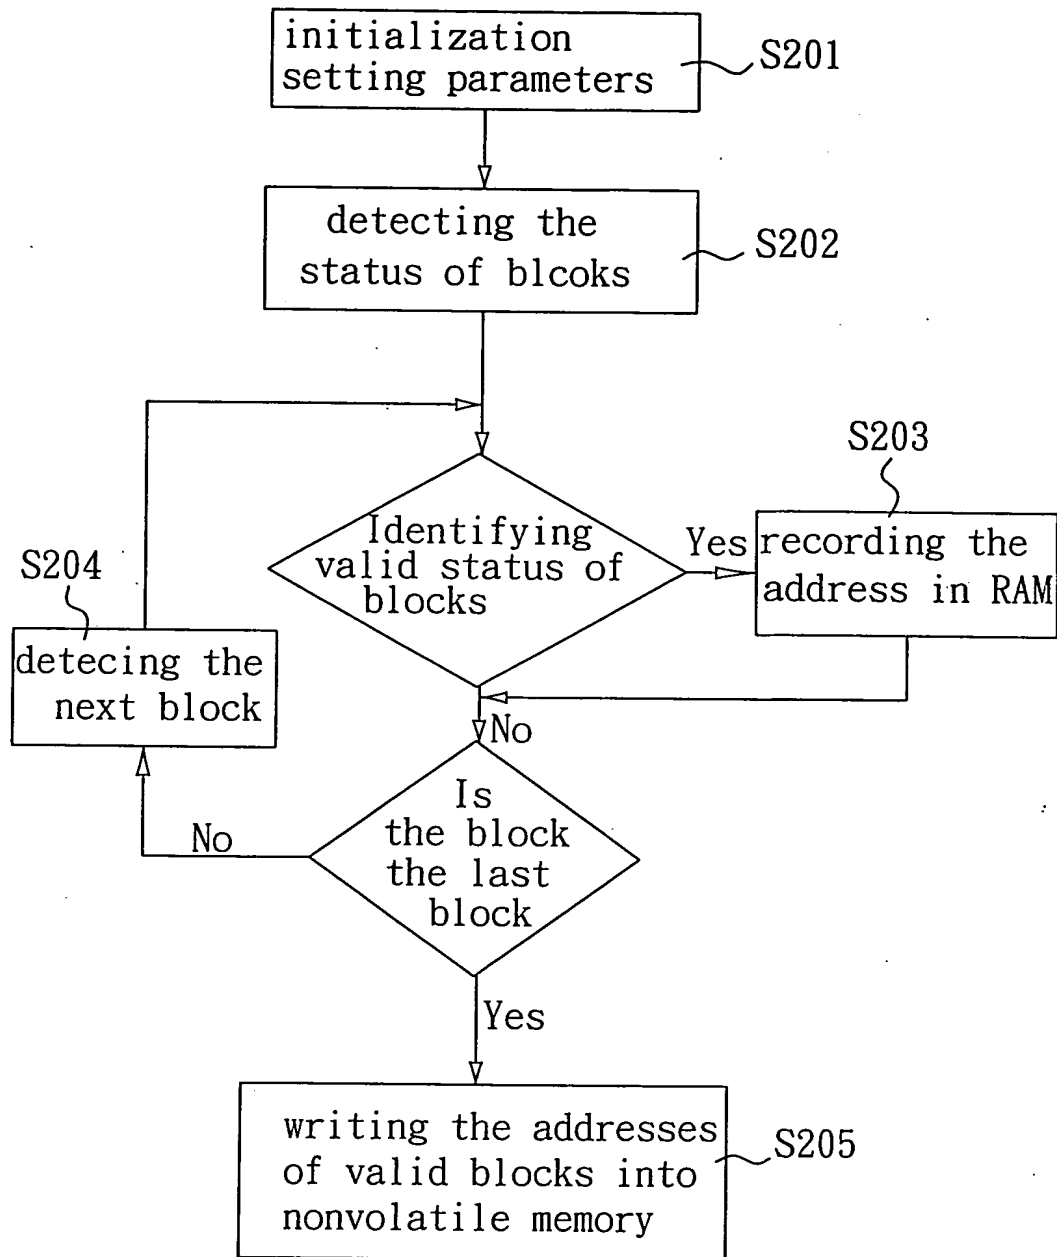 initialization
setting parameters
S201
detecting the
status of blcoks
S202
S203
Identifying
valid status of
blocks
Yes
recording the
address in RAM
S204
detecing the
next block
No
Is
the block
the last
block
No
Yes
writing the addresses
of valid blocks into
nonvolatile memory
S205